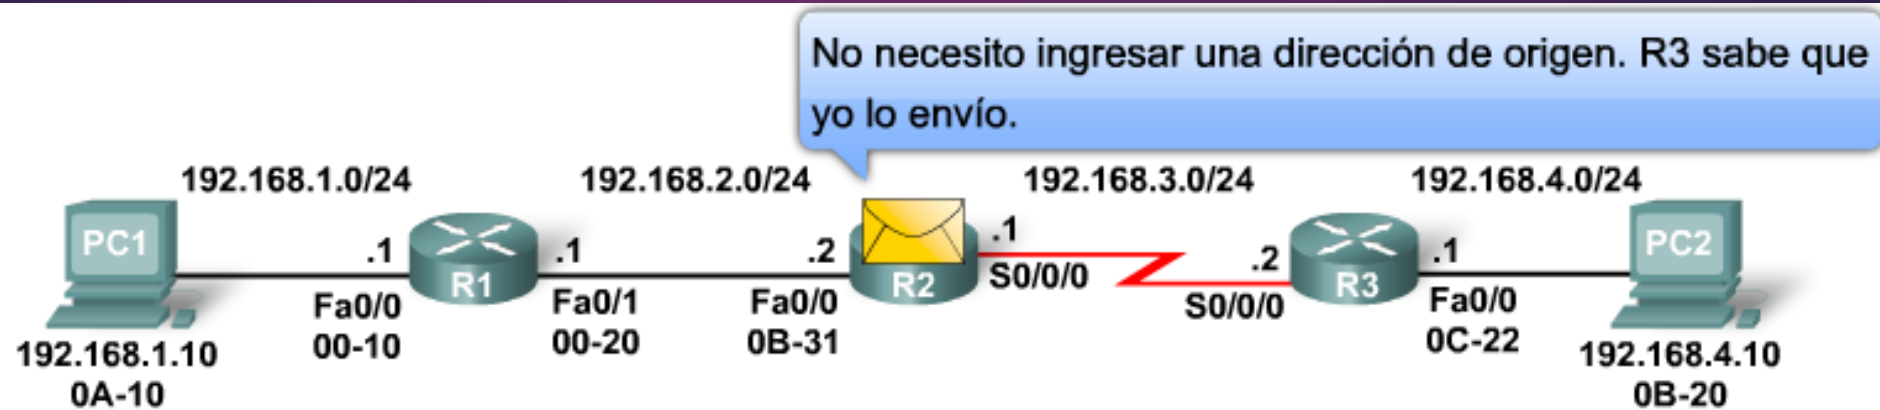 No necesito ingresar una dirección de origen. R3 sabe que
yo lo envío.
192.168.1.0/24
192.168.2.0/24
192.168.3.0/24
192.168.4.0/24
PC1
.1
R1
.1
.2
R2
.1
S0/0/0
.2
S0/0/0
R3
.1
PC2
Fa0/0
00-10
Fa0/1
00-20
Fa0/0
0B-31
Fa0/0
0C-22
192.168.1.10
0A-10
192.168.4.10
0B-20